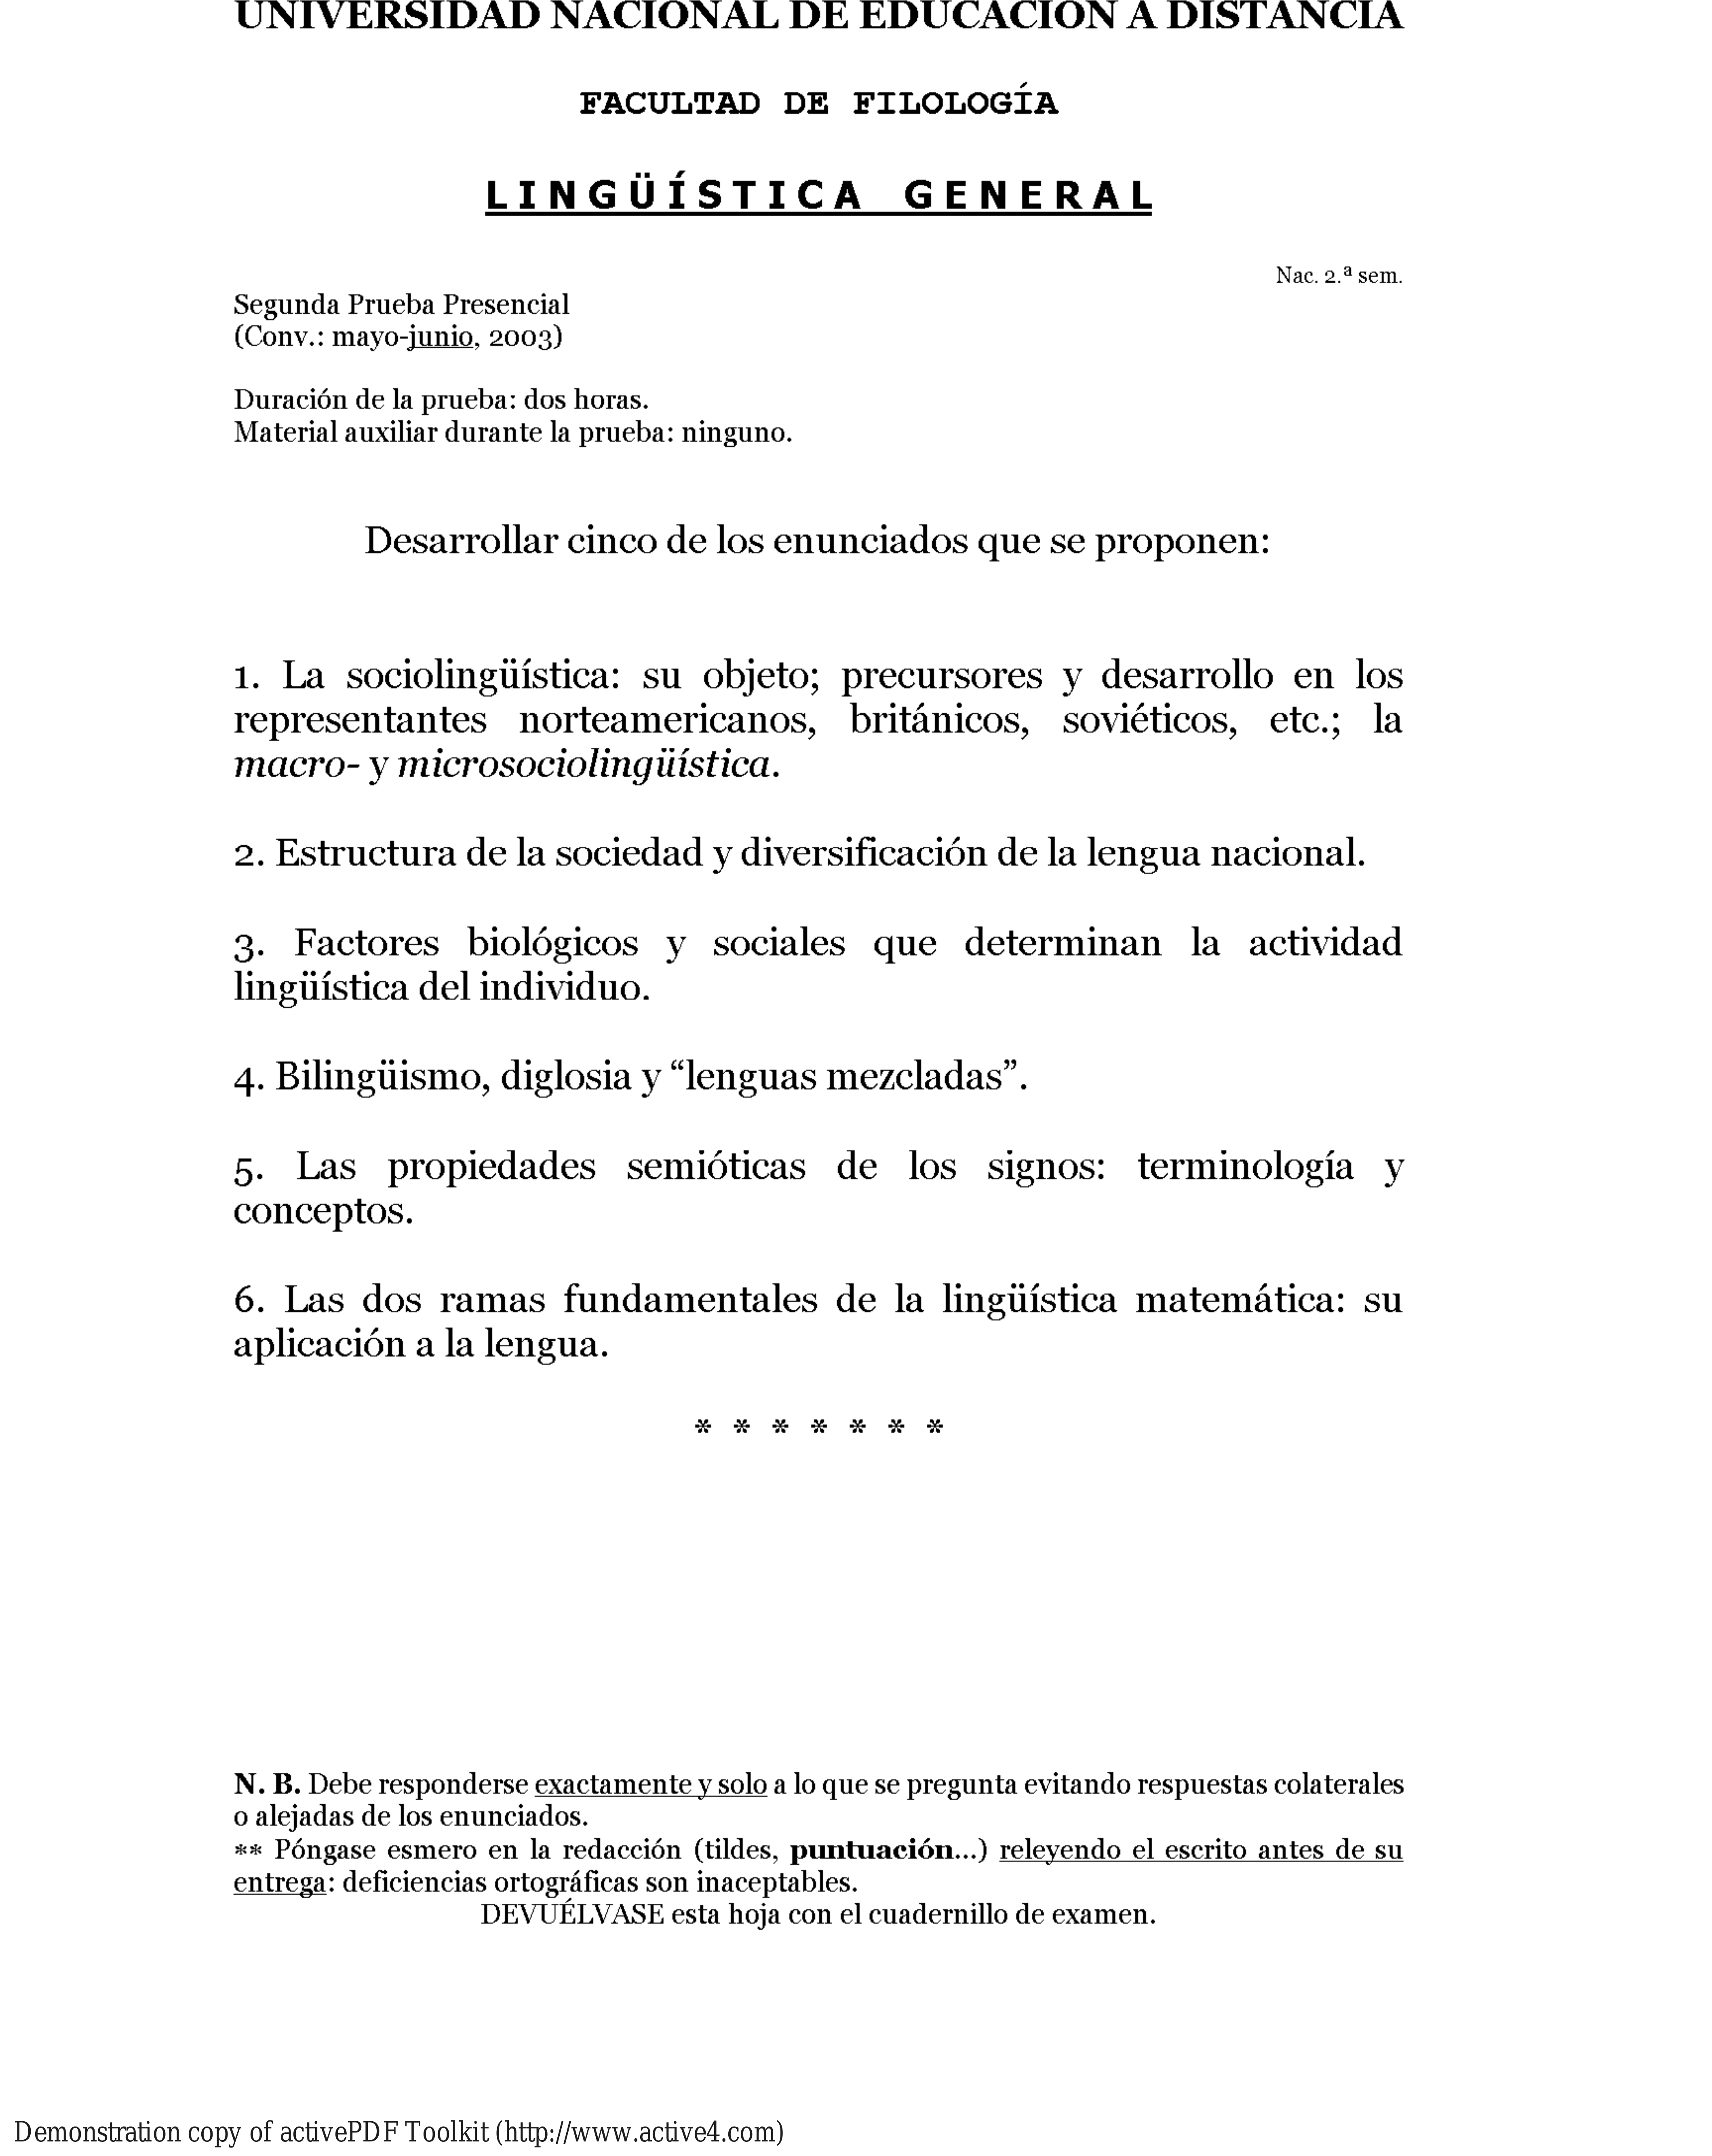 UNIVERSIDAD NACIONAL DE EDUCACIÓN A DISTANCIA
FACULTAD DE FILOLOGÍA
LINGÜÍSTICA GENERAL
Nac. 2.ª sem.
Segunda Prueba Presencial
(Conv.: mayo-junio, 2003)
Duración de la prueba: dos horas.
Material auxiliar durante la prueba: ninguno.
Desarrollar cinco de los enunciados que se proponen:
1. La sociolingüística: su objeto; precursores y desarrollo en los
representantes norteamericanos, británicos, soviéticos, etc.; la
macro- y microsociolingüística.
2. Estructura de la sociedad y diversificación de la lengua nacional.
3. Factores biológicos y sociales que determinan la actividad
lingüística del individuo.
4. Bilingüismo, diglosia y “lenguas mezcladas”.
5. Las propiedades semióticas de los signos: terminología y
conceptos.
6. Las dos ramas fundamentales de la lingüística matemática: su
aplicación a la lengua.
* * * * * * *
N. B. Debe responderse exactamente y solo a lo que se pregunta evitando respuestas colaterales
o alejadas de los enunciados.
** Póngase esmero en la redacción (tildes, puntuación...) releyendo el escrito antes de su
entrega: deficiencias ortográficas son inaceptables.
DEVUÉLVASE esta hoja con el cuadernillo de examen.
Demonstration copy of activePDF Toolkit (http://www.active4.com)